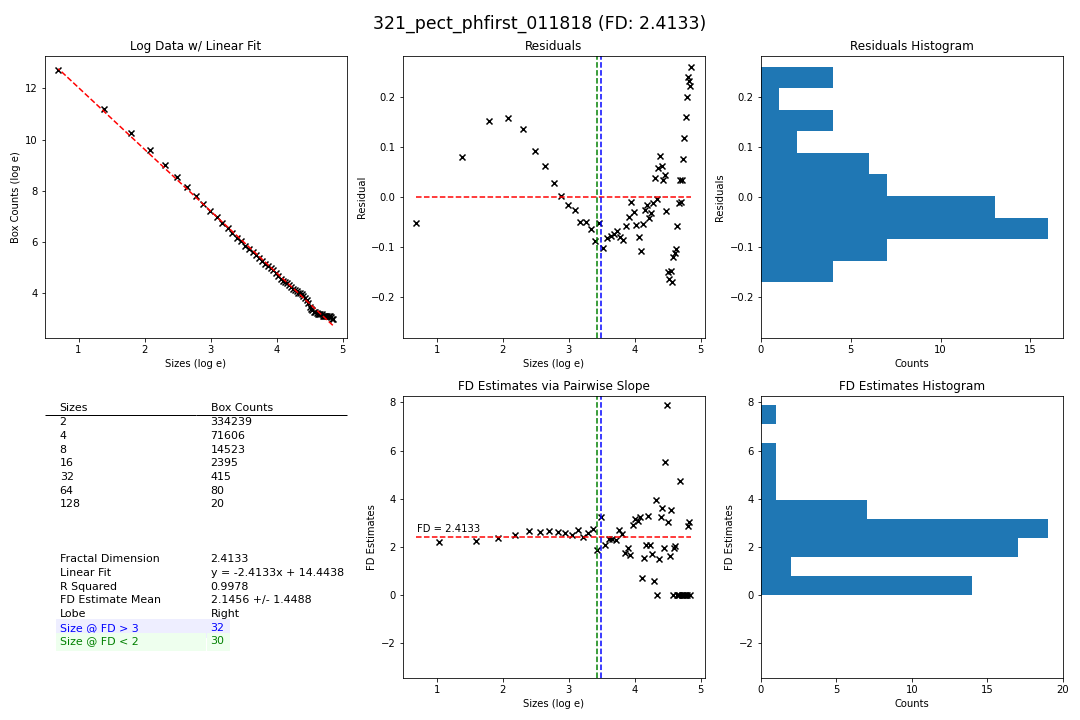 321_pect_phfirst_011818 (FD: 2.4133)
Log Data w/ Linear Fit
12
10
8
6
4
Box Counts (log e)
1 2 3 4 5
Sizes (log e)
Residuals
0.2
0.1
0.0
−0.1
−0.2
Residual
1 2 3 4 5
Sizes (log e)
Residuals Histogram
0.2
0.1
0.0
−0.1
−0.2
Residuals
0 5 10 15
Counts
Sizes Box Counts
2 334239
4 71606
8 14523
16 2395
32 415
64 80
128 20
Fractal Dimension 2.4133
Linear Fit y = -2.4133x + 14.4438
R Squared 0.9978
FD Estimate Mean 2.1456 +/- 1.4488
Lobe Right
Size @ FD > 3 32
Size @ FD < 2 30
FD Estimates via Pairwise Slope
8
6
4
2
0
−2
FD Estimates
FD = 2.4133
1 2 3 4 5
Sizes (log e)
FD Estimates Histogram
8
6
4
2
0
−2
FD Estimates
0 5 10 15 20
Counts